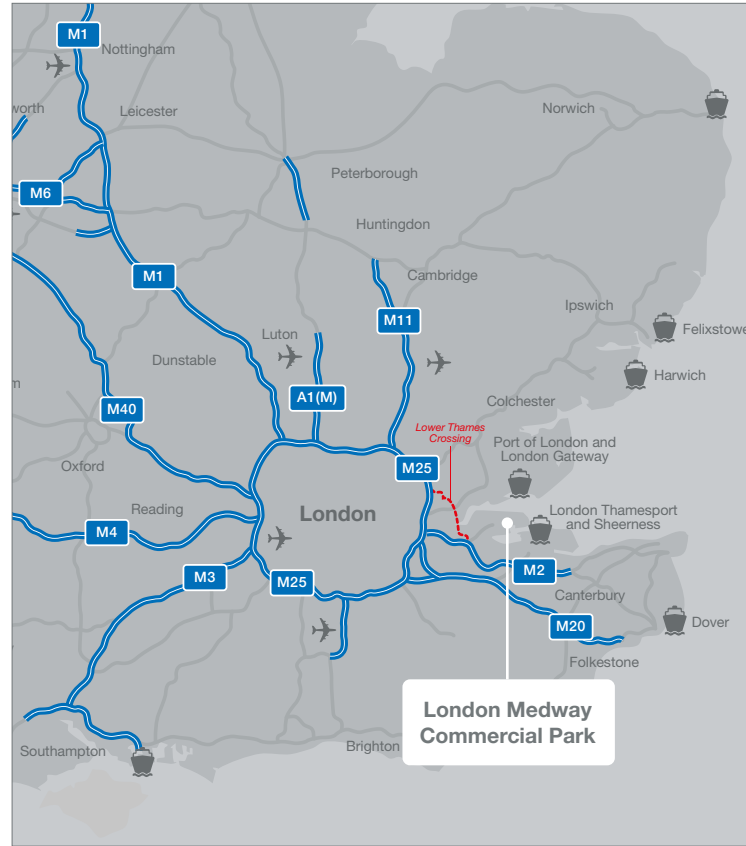 M1
Nottingham
worth
Leicester
Norwich
M6
Peterborough
Huntingdon
M1
Cambridge
Ipswich
M11
Felixstowe
Luton
Dunstable
Harwich
A1(M)
M40
Colchester
Lower Thames
Crossing
Port of London and
London Gateway
Oxford
M25
Reading
London
London Thamesport
and Sheerness
M4
M3
M25
M2
Canterbury
M20
Dover
Folkestone
London Medway
Commercial Park
Southampton
Brighton
m